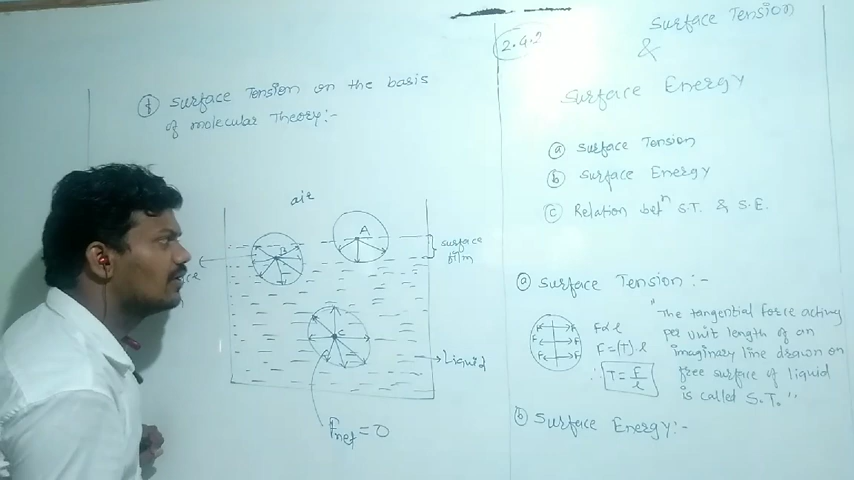 (f) Surface Tension on the basis
of molecular Theory:-
air
A
B
C
surface
film
Liquid
Fnet = 0
2.4.2
Surface Tension
&
Surface Energy
(a) Surface Tension
(b) Surface Energy
(c) Relation betⁿ S.T. & S.E.
(a) Surface Tension :-
F F
F F
F F
F ∝ l
F = (T) . l
∴ T = F/l
"The tangential force acting
per unit length of an
imaginary line drawn on
free surface of liquid
is called S.T."
(b) Surface Energy:-